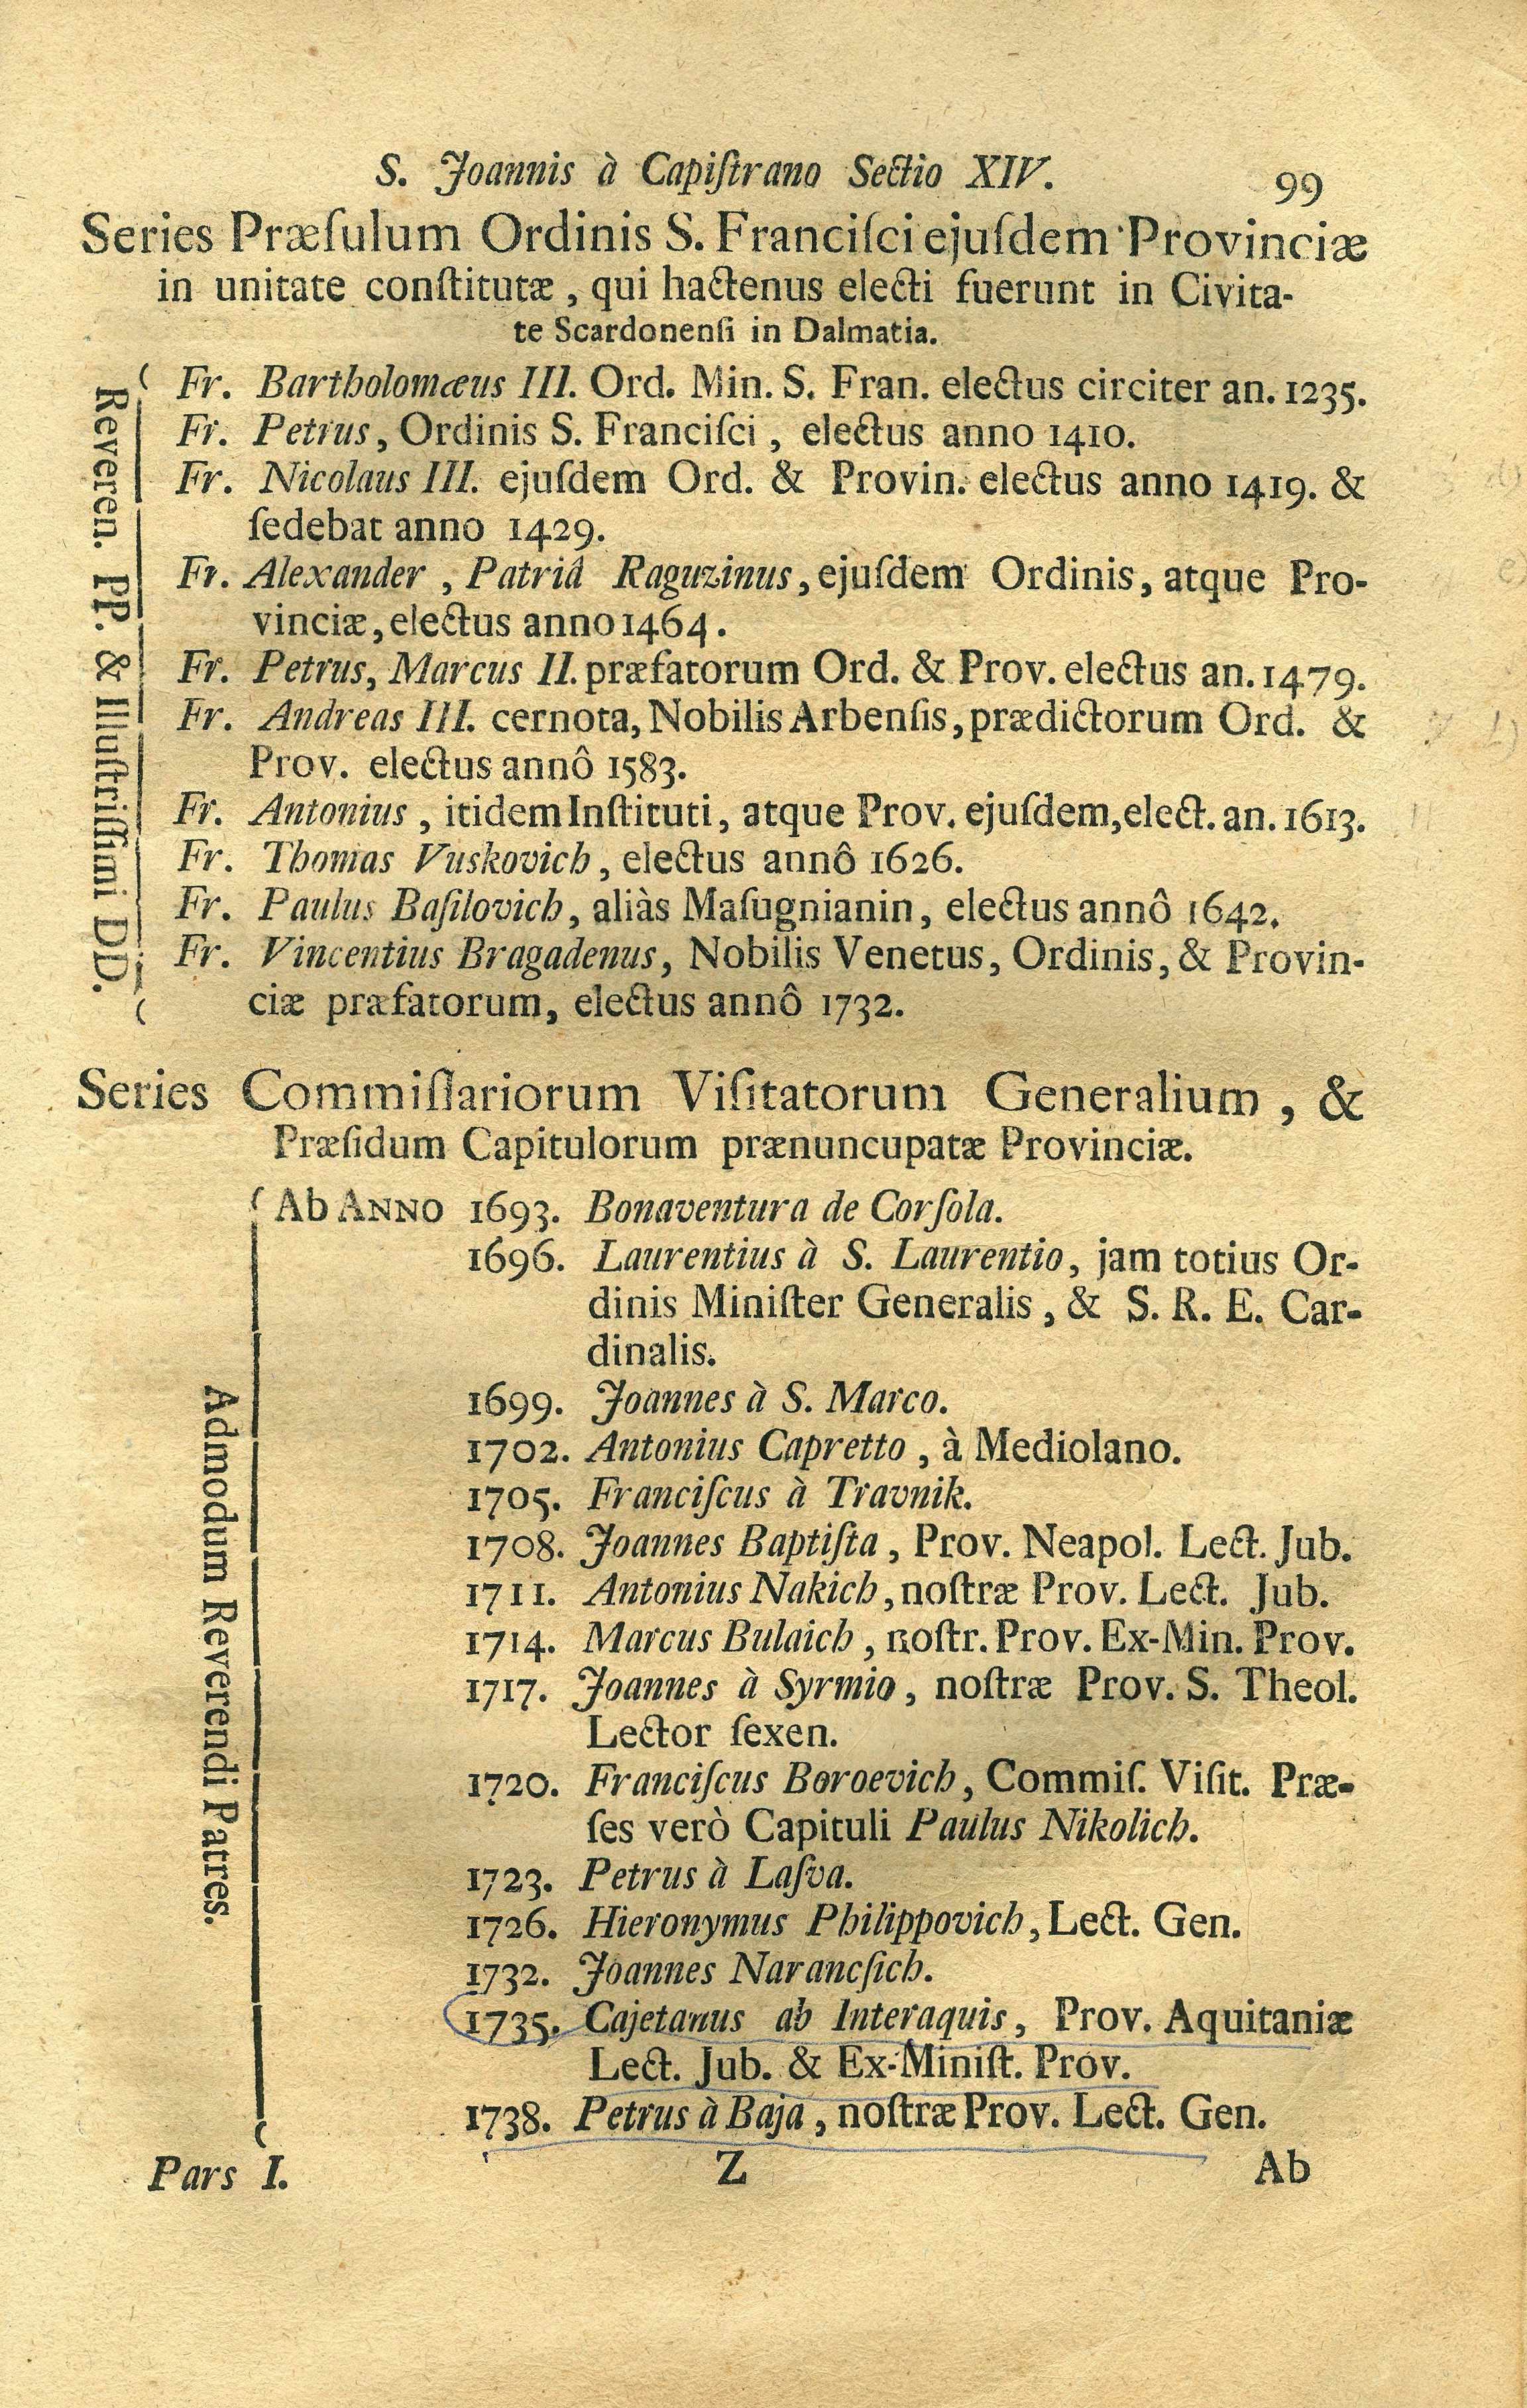 S. Joannis à Capiſtrano Sectio XIV. 99
Series Præſulum Ordinis S. Franciſci ejuſdem Provinciæ
in unitate conſtitutæ, qui hactenus electi fuerunt in Civita-
te Scardonenſi in Dalmatia.
Reveren. PP. & Illuſtriſſimi DD.
Fr. Bartholomæus III. Ord. Min. S. Fran. electus circiter an. 1235.
Fr. Petrus, Ordinis S. Franciſci, electus anno 1410.
Fr. Nicolaus III. ejuſdem Ord. & Provin. electus anno 1419. &
ſedebat anno 1429.
Fr. Alexander, Patriâ Raguzinus, ejuſdem Ordinis, atque Pro-
vinciæ, electus anno 1464.
Fr. Petrus, Marcus II. præfatorum Ord. & Prov. electus an. 1479.
Fr. Andreas III. cernota, Nobilis Arbenſis, prædictorum Ord. &
Prov. electus annô 1583.
Fr. Antonius, itidem Inſtituti, atque Prov. ejuſdem, elect. an. 1613.
Fr. Thomas Vuskovich, electus annô 1626.
Fr. Paulus Baſilovich, aliàs Maſugnianin, electus annô 1642.
Fr. Vincentius Bragadenus, Nobilis Venetus, Ordinis, & Provin-
ciæ præfatorum, electus annô 1732.
Series Commiſſariorum Viſitatorum Generalium, &
Præſidum Capitulorum prænuncupatæ Provinciæ.
Admodum Reverendi Patres.
Ab ANNO 1693. Bonaventura de Corſola.
1696. Laurentius à S. Laurentio, jam totius Or-
dinis Miniſter Generalis, & S. R. E. Car-
dinalis.
1699. Joannes à S. Marco.
1702. Antonius Capretto, à Mediolano.
1705. Franciſcus à Travnik.
1708. Joannes Baptiſta, Prov. Neapol. Lect. Jub.
1711. Antonius Nakich, noſtræ Prov. Lect. Jub.
1714. Marcus Bulaich, noſtr. Prov. Ex-Min. Prov.
1717. Joannes à Syrmio, noſtræ Prov. S. Theol.
Lector ſexen.
1720. Franciſcus Boroevich, Commiſ. Viſit. Præ-
ſes verò Capituli Paulus Nikolich.
1723. Petrus à Laſva.
1726. Hieronymus Philippovich, Lect. Gen.
1732. Joannes Narancſich.
1735. Cajetanus ab Interaquis, Prov. Aquitaniæ
Lect. Jub. & Ex-Miniſt. Prov.
1738. Petrus à Baja, noſtræ Prov. Lect. Gen.
Pars I. Z Ab